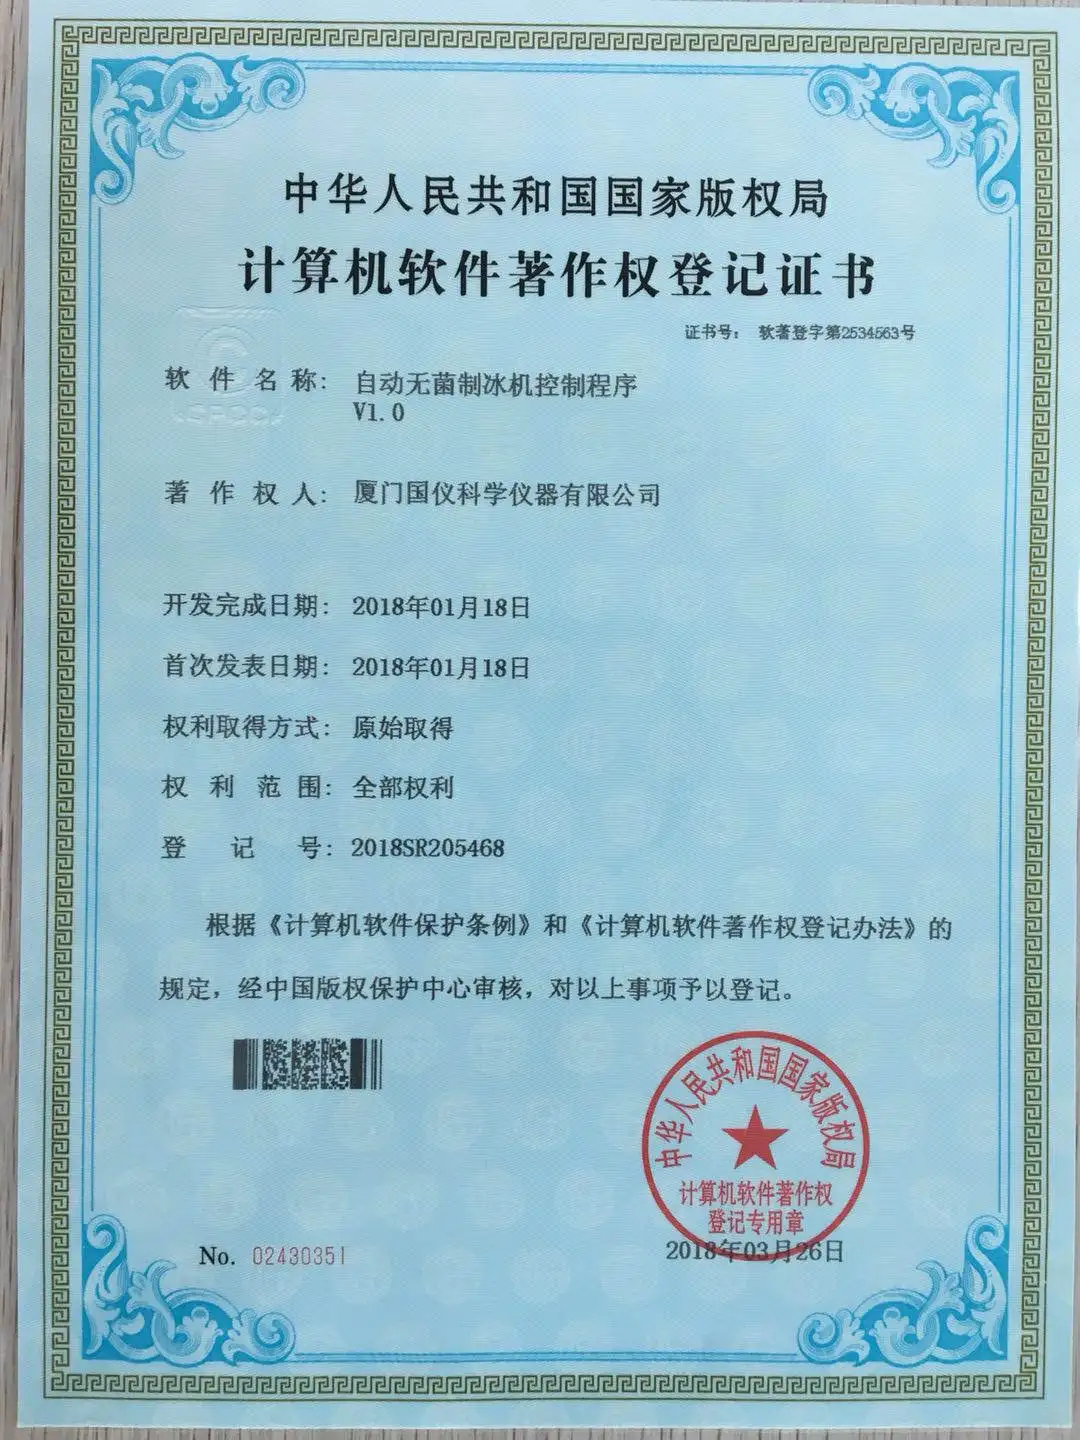 中华人民共和国国家版权局
计算机软件著作权登记证书
证书号： 软著登字第2534563号
软件名称： 自动无菌制冰机控制程序
V1.0
著作权人： 厦门国仪科学仪器有限公司
开发完成日期： 2018年01月18日
首次发表日期： 2018年01月18日
权利取得方式： 原始取得
权利范围： 全部权利
登记号： 2018SR205468
根据《计算机软件保护条例》和《计算机软件著作权登记办法》的
规定，经中国版权保护中心审核，对以上事项予以登记。
中华人民共和国国家版权局
计算机软件著作权
登记专用章
No. 02430351
2018年03月26日